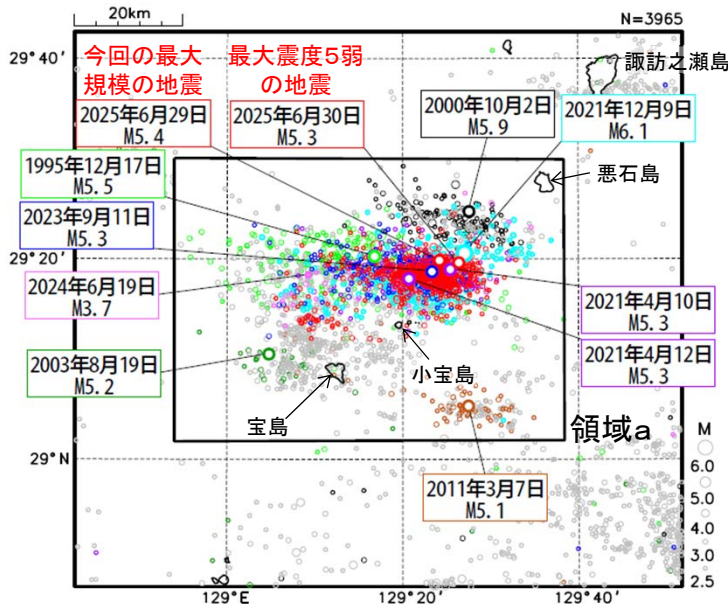 20km
N=3965
29°40′
今回の最大
規模の地震
最大震度5弱
の地震
諏訪之瀬島
2025年6月29日
M5.4
2025年6月30日
M5.3
2000年10月2日
M5.9
2021年12月9日
M6.1
1995年12月17日
M5.5
悪石島
2023年9月11日
M5.3
29°20′
2024年6月19日
M3.7
2021年4月10日
M5.3
2021年4月12日
M5.3
2003年8月19日
M5.2
小宝島
宝島
領域a
29°N
2011年3月7日
M5.1
M
6.0
5.0
4.0
3.0
2.5
129°E
129°20′
129°40′